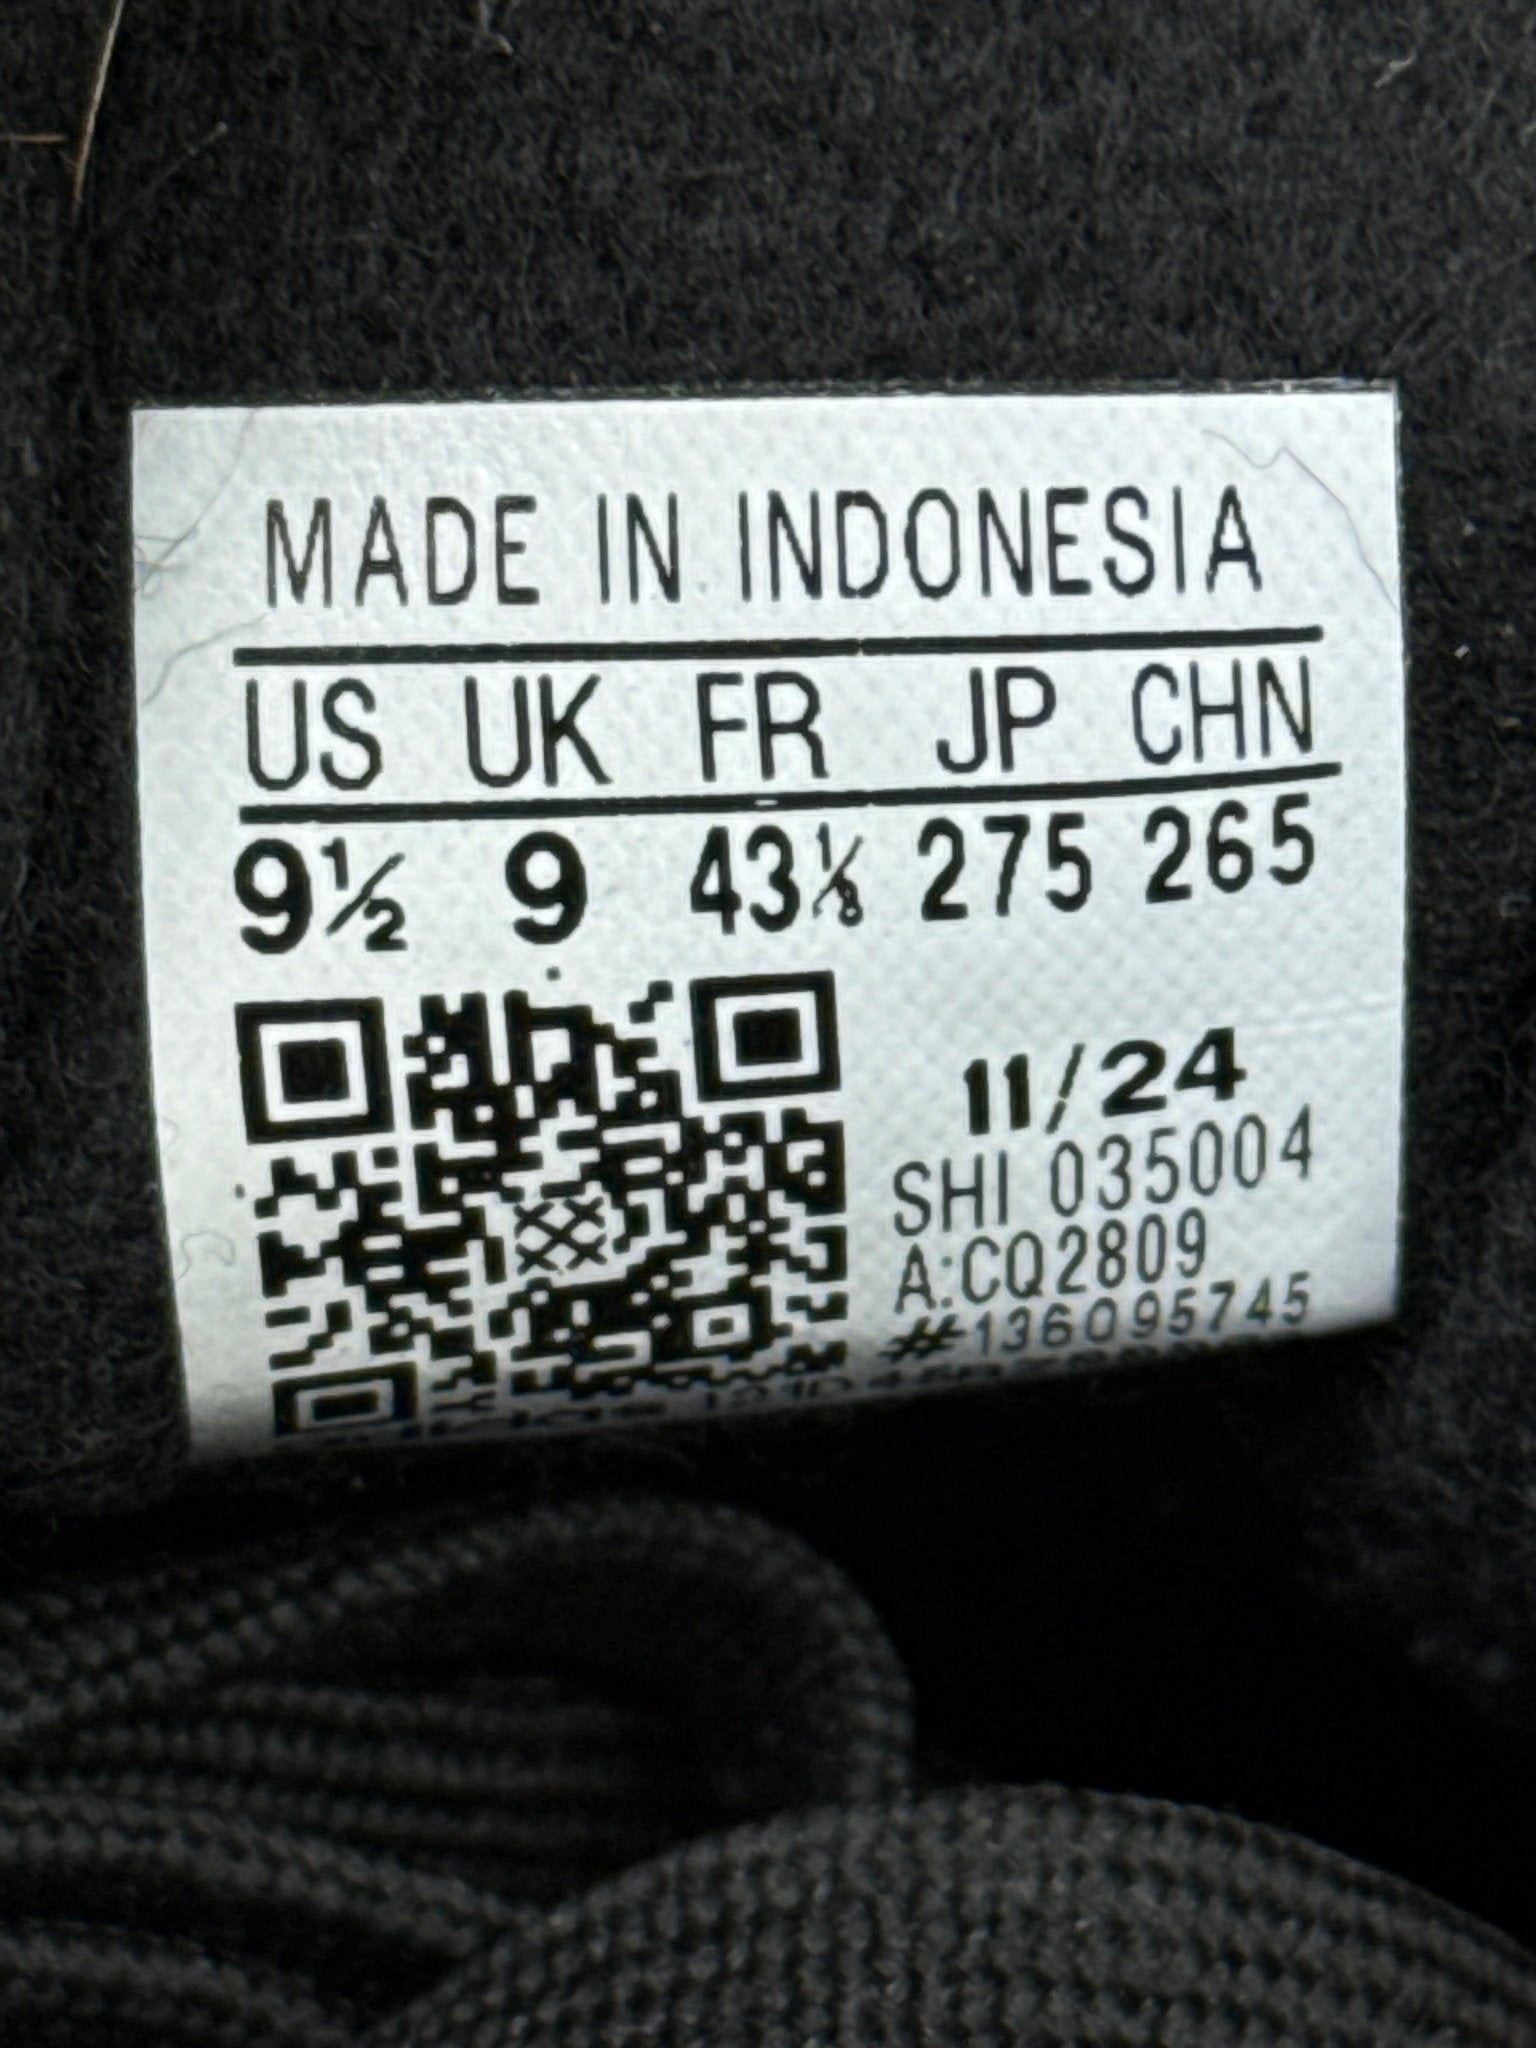 MADE IN INDONESIA
US UK FR JP CHN
9½ 9 43⅓ 275 265
11/24
SHI 035004
A:CQ2809
#136095745